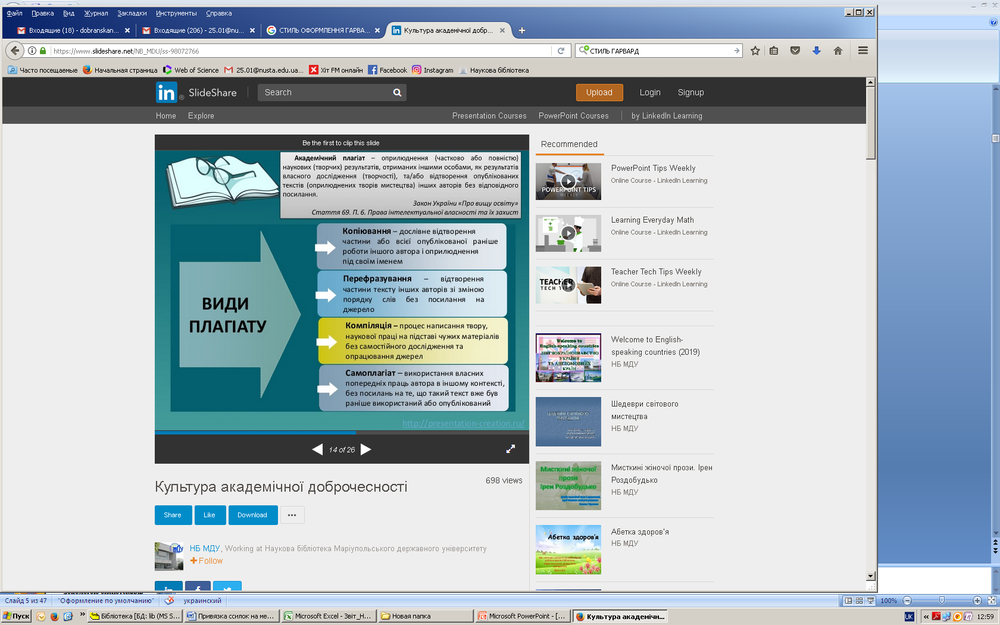 Файл Правка Вид Журнал Закладки Инструменты Справка
Входящие (18) - dobranskan...
Входящие (206) - 25.01@nu...
СТИЛЬ ОФОРМЛЕННЯ ГАРВА...
Культура академічної добр...
https://www.slideshare.net/NB_MDU/ss-98072766
СТИЛЬ ГАРВАРД
Часто посещаемые Начальная страница Web of Science 25.01@nusta.edu.ua... Хіт FM онлайн Facebook Instagram Наукова бібліотека
in SlideShare Search Upload Login Signup
Home Explore Presentation Courses PowerPoint Courses by LinkedIn Learning
Be the first to clip this slide
Академічний плагіат – оприлюднення (частково або повністю)
наукових (творчих) результатів, отриманих іншими особами, як результатів
власного дослідження (творчості), та/або відтворення опублікованих
текстів (оприлюднених творів мистецтва) інших авторів без відповідного
посилання.
Закон України «Про вищу освіту»
Стаття 69. П. 6. Права інтелектуальної власності та їх захист
ВИДИ
ПЛАГІАТУ
Копіювання – дослівне відтворення
частини або всієї опублікованої раніше
роботи іншого автора і оприлюднення
під своїм іменем
Перефразування – відтворення
частини тексту інших авторів зі зміною
порядку слів без посилання на
джерело
Компіляція – процес написання твору,
наукової праці на підставі чужих матеріалів
без самостійного дослідження та
опрацювання джерел
Самоплагіат – використання власних
попередніх праць автора в іншому контексті,
без посилань на те, що такий текст вже був
раніше використаний або опублікований
http://presentation-creation.ru/
14 of 26
Культура академічної доброчесності
698 views
Share Like Download
НБ МДУ, Working at Наукова бібліотека Маріупольського державного університету
Follow
Recommended
POWERPOINT TIPS
WEEKLY
PowerPoint Tips Weekly
Online Course - LinkedIn Learning
Learning Everyday Math
Online Course - LinkedIn Learning
TEACHER
TECH TIPS
Teacher Tech Tips Weekly
Online Course - LinkedIn Learning
Welcome to
English-speaking countries
ЛІНГВОКРАЇНОЗНАВСТВО
УКРАЇНИ
ТА АНГЛОМОВНИХ
КРАЇН
Welcome to English-
speaking countries (2019)
НБ МДУ
ШЕДЕВРИ СВІТОВОГО
МИСТЕЦТВА
Шедеври світового
мистецтва
НБ МДУ
Мисткині жіночої
прози
Ірен Роздобудько
Мисткині жіночої прози. Ірен
Роздобудько
НБ МДУ
Абетка здоров'я
Абетка здоров'я
НБ МДУ
Слайд 5 из 47 "Оформление по умолчанию" украинский 100%
Пуск Бібліотека [БД: lib (MS S... Привязка ссилок на ме... Microsoft Excel - Звіт_Н... Новая папка Microsoft PowerPoint - [... Культура академічн... UK 12:59